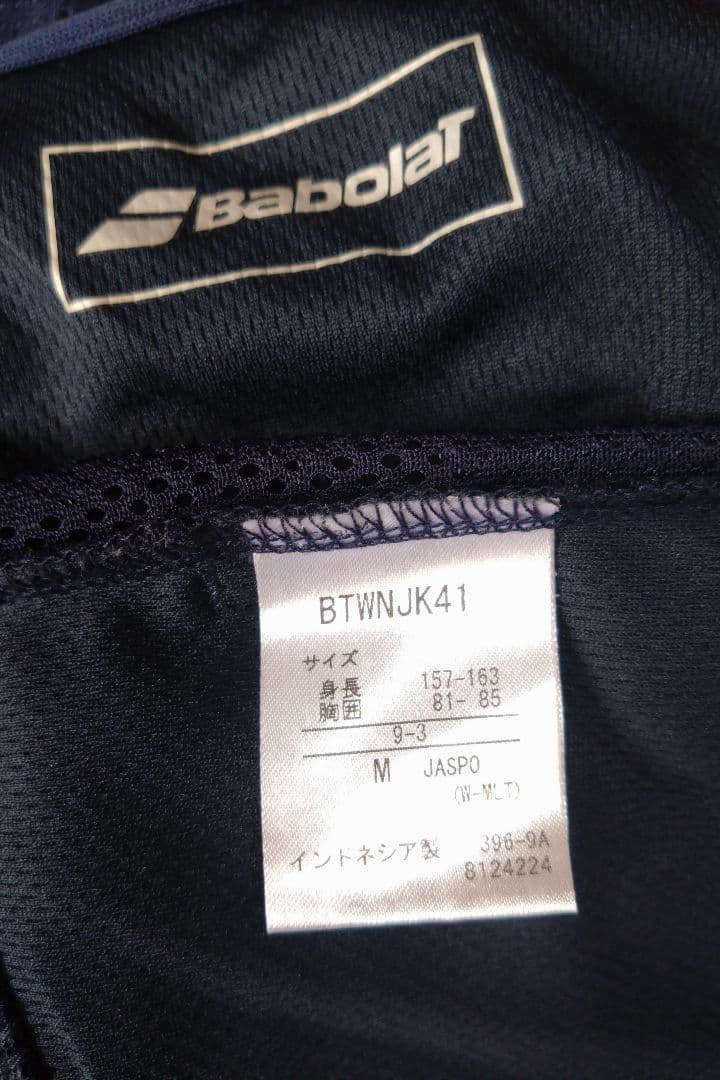 BabolaT
BTWNJK41
サイズ
身長 157-163
胸囲 81- 85
9-3
M JASPO
(W-MLT)
インドネシア製 396-9A
8124224